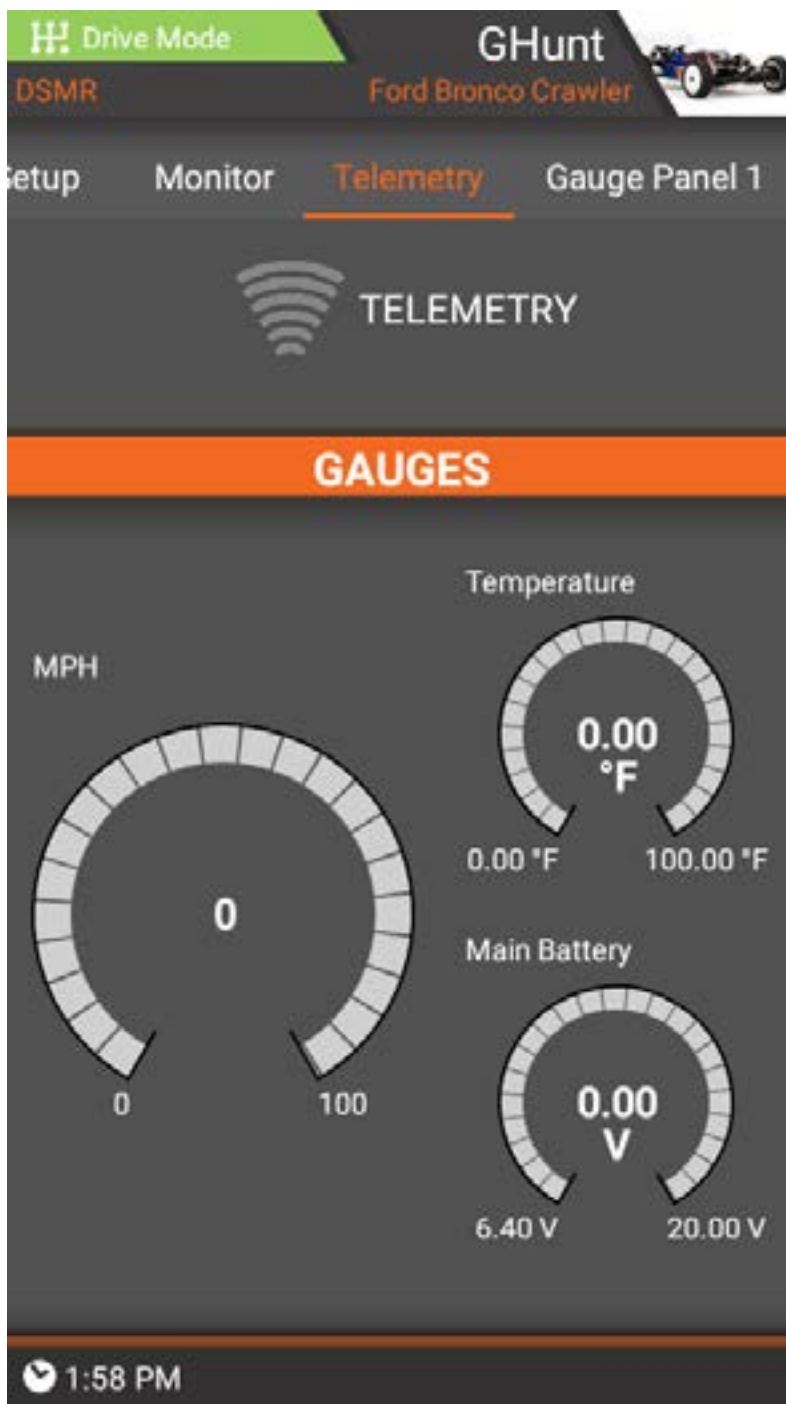 Drive Mode
GHunt
DSMR
Ford Bronco Crawler
Setup Monitor Telemetry Gauge Panel 1
TELEMETRY
GAUGES
MPH
0
0 100
Temperature
0.00
°F
0.00 °F 100.00 °F
Main Battery
0.00
V
6.40 V 20.00 V
1:58 PM